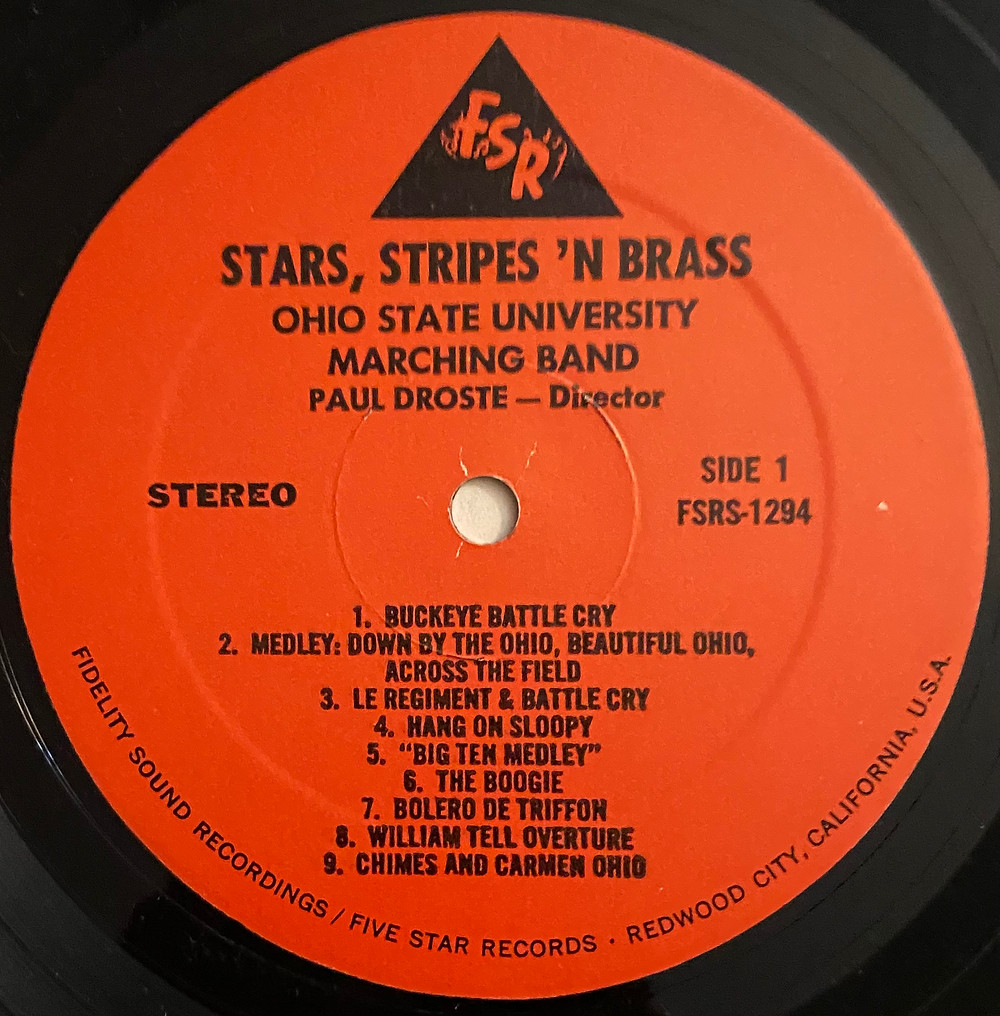 FSR
STARS, STRIPES 'N BRASS
OHIO STATE UNIVERSITY
MARCHING BAND
PAUL DROSTE — Director
STEREO
SIDE 1
FSRS-1294
1. BUCKEYE BATTLE CRY
2. MEDLEY: DOWN BY THE OHIO, BEAUTIFUL OHIO,
ACROSS THE FIELD
3. LE REGIMENT & BATTLE CRY
4. HANG ON SLOOPY
5. "BIG TEN MEDLEY"
6. THE BOOGIE
7. BOLERO DE TRIFFON
8. WILLIAM TELL OVERTURE
9. CHIMES AND CARMEN OHIO
FIDELITY SOUND RECORDINGS / FIVE STAR RECORDS · REDWOOD CITY, CALIFORNIA, U.S.A.